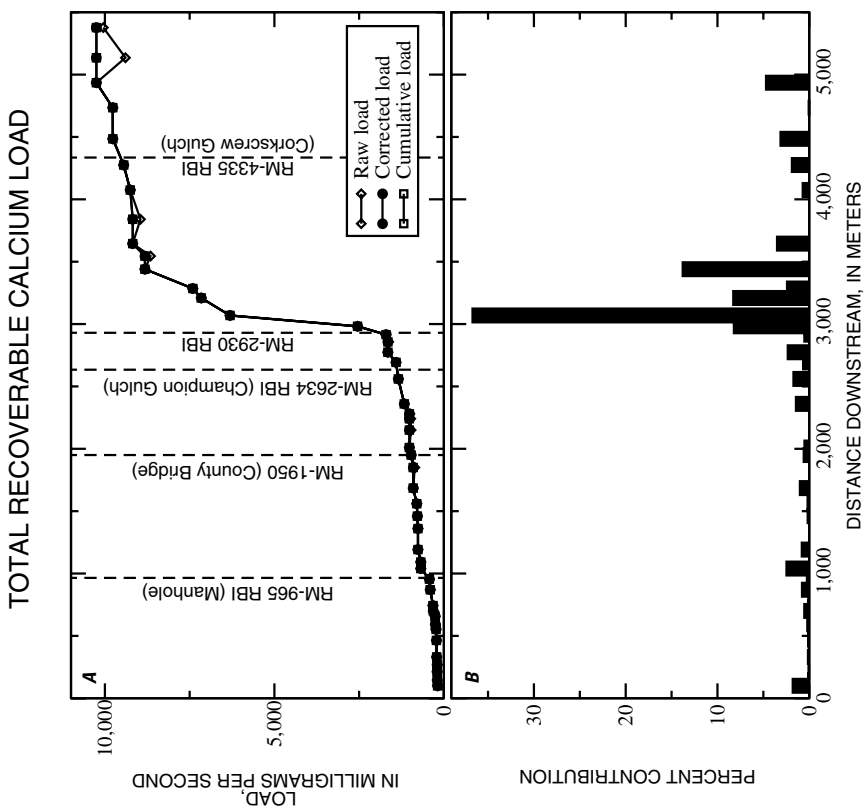 TOTAL RECOVERABLE CALCIUM LOAD
A
LOAD,
IN MILLIGRAMS PER SECOND
10,000
5,000
0
RM-965 RBI (Manhole)
RM-1950 (County Bridge)
RM-2634 RBI (Champion Gulch)
RM-2930 RBI
RM-4335 RBI
(Corkscrew Gulch)
Raw load
Corrected load
Cumulative load
B
PERCENT CONTRIBUTION
30
20
10
0
0
1,000
2,000
3,000
4,000
5,000
DISTANCE DOWNSTREAM, IN METERS